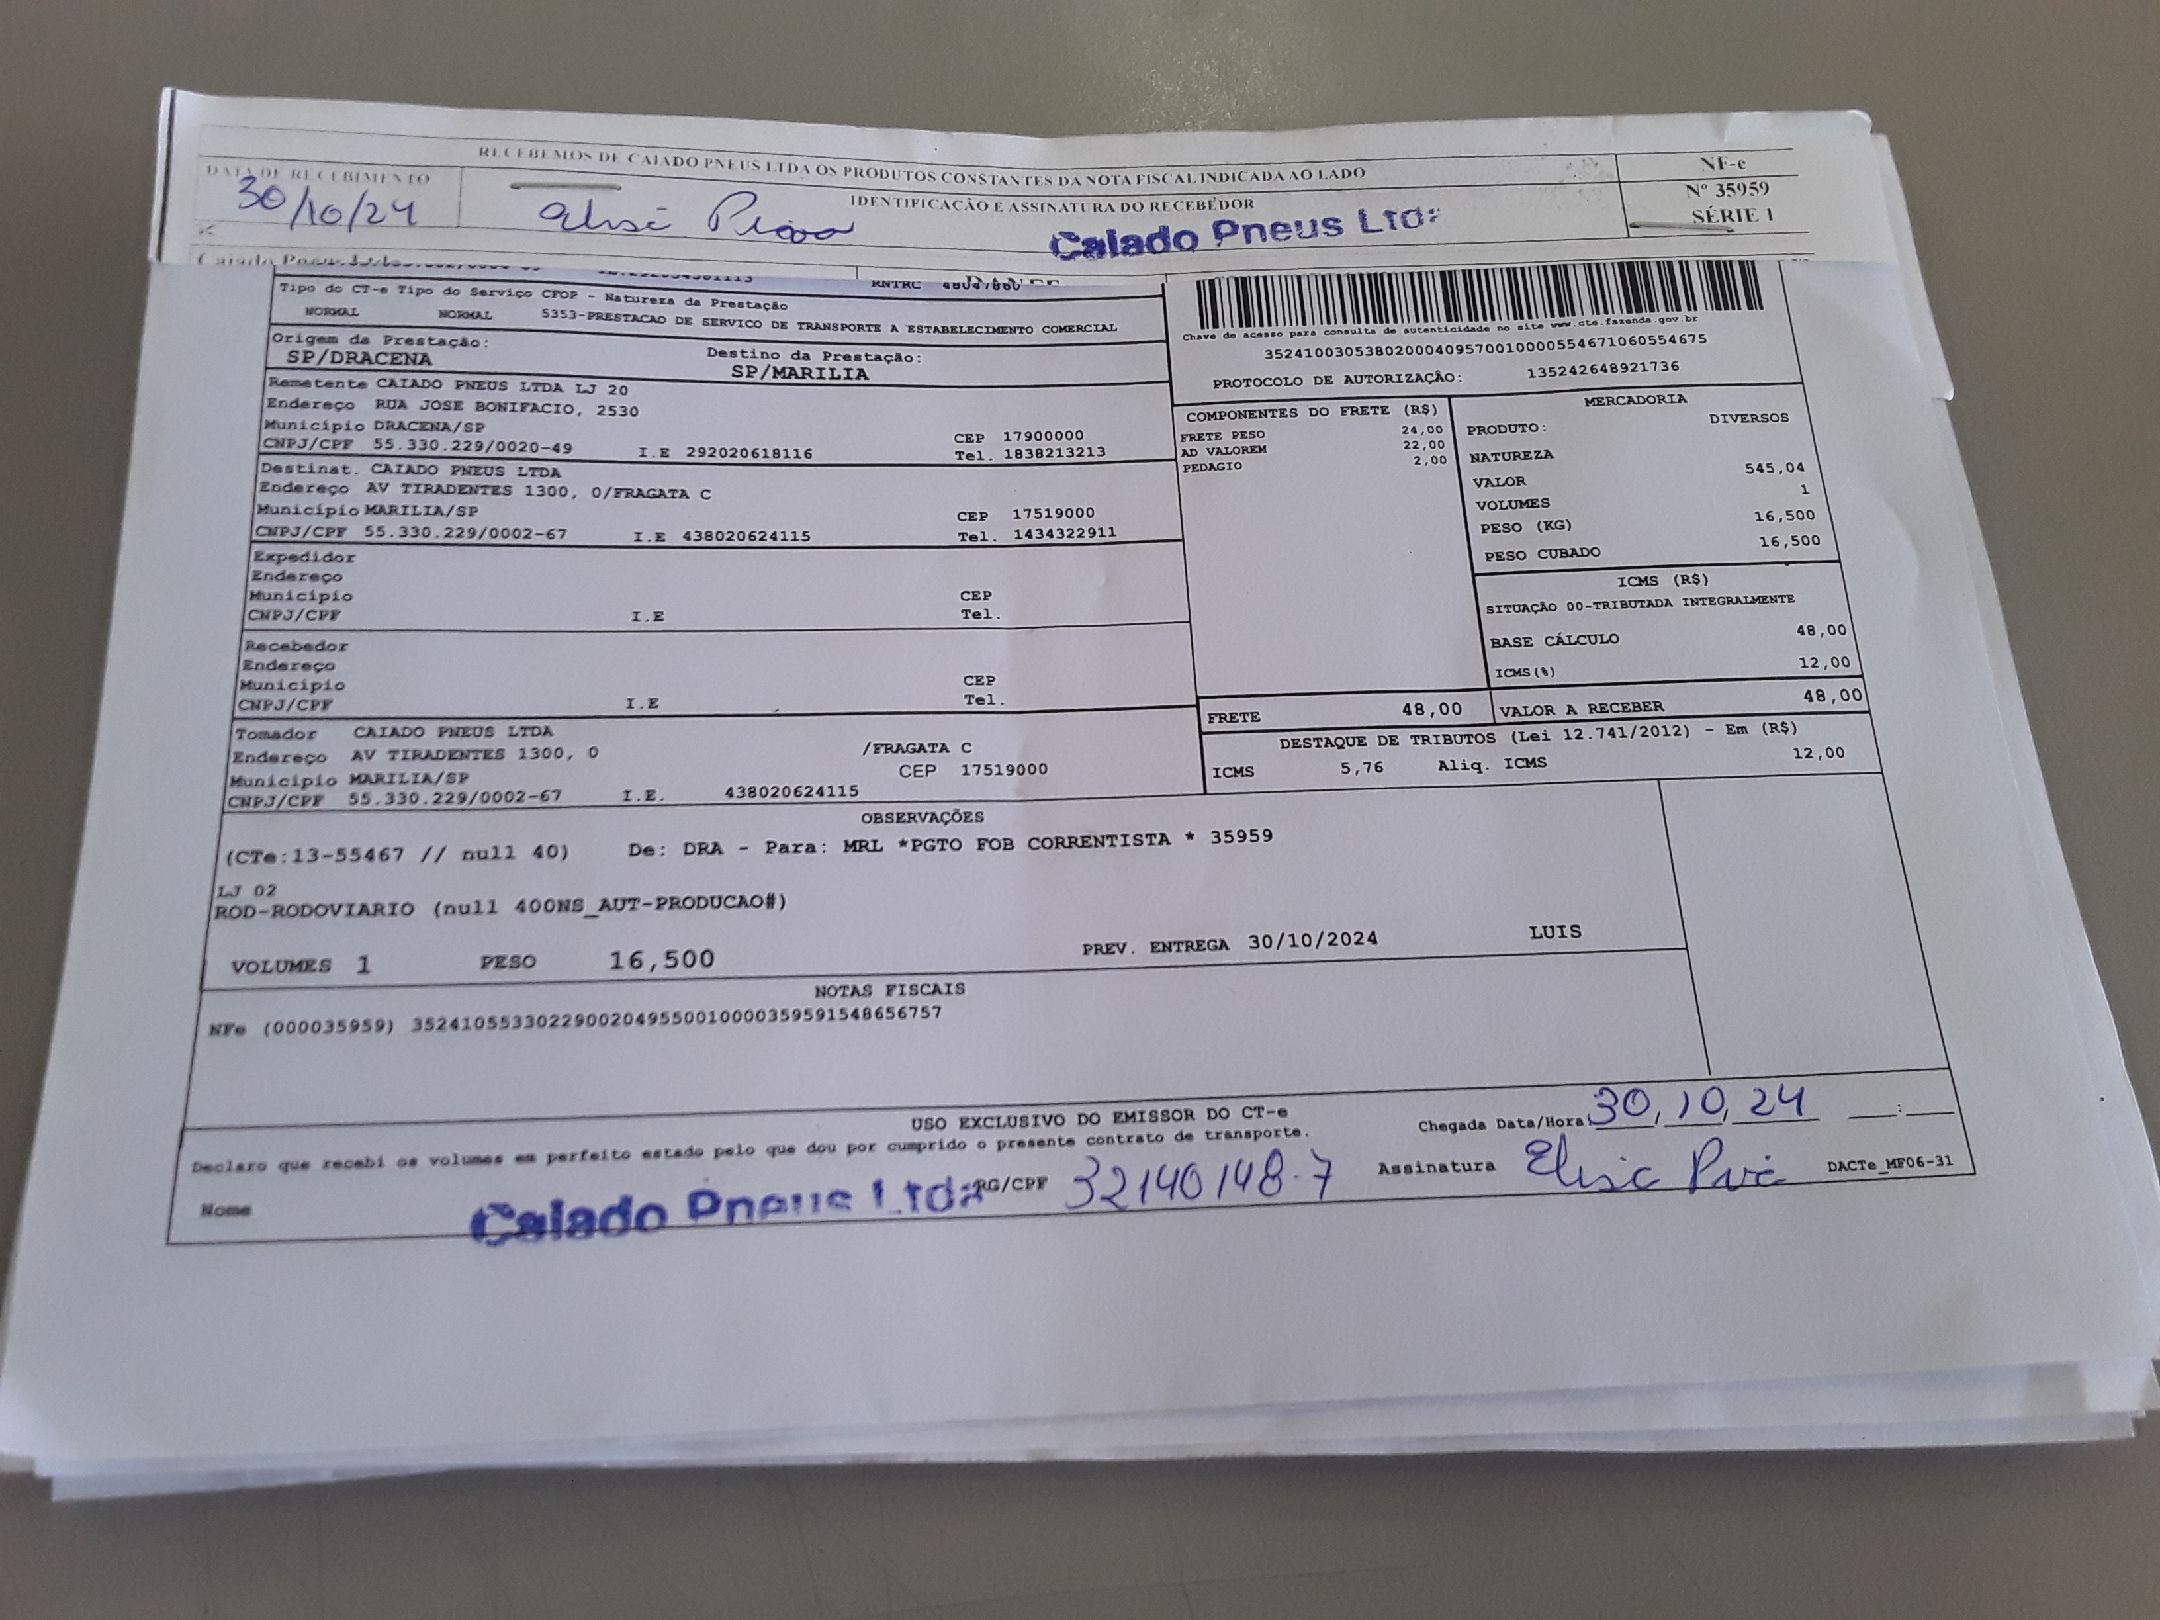 RECEBEMOS DE CAIADO PNEUS LTDA OS PRODUTOS CONSTANTES DA NOTA FISCAL INDICADA AO LADO
NF-e
Nº 35959
SÉRIE 1
DATA DE RECEBIMENTO
30/10/24
IDENTIFICAÇÃO E ASSINATURA DO RECEBEDOR
Caiado Pneus Ltda
RNTRC
Tipo do CT-e Tipo do Serviço CFOP - Natureza da Prestação
NORMAL NORMAL 5353-PRESTACAO DE SERVICO DE TRANSPORTE A ESTABELECIMENTO COMERCIAL
Origem da Prestação: Destino da Prestação:
SP/DRACENA SP/MARILIA
Chave de acesso para consulta de autenticidade no site www.cte.fazenda.gov.br
35241003053802000409570010000554671060554675
PROTOCOLO DE AUTORIZAÇÃO: 135242648921736
Remetente CAIADO PNEUS LTDA LJ 20
Endereço RUA JOSE BONIFACIO, 2530
Município DRACENA/SP CEP 17900000
CNPJ/CPF 55.330.229/0020-49 I.E 292020618116 Tel. 1838213213
Destinat. CAIADO PNEUS LTDA
Endereço AV TIRADENTES 1300, 0/FRAGATA C
Município MARILIA/SP CEP 17519000
CNPJ/CPF 55.330.229/0002-67 I.E 438020624115 Tel. 1434322911
Expedidor
Endereço
Município CEP
CNPJ/CPF I.E Tel.
Recebedor
Endereço
Município CEP
CNPJ/CPF I.E Tel.
Tomador CAIADO PNEUS LTDA
Endereço AV TIRADENTES 1300, 0 /FRAGATA C
Município MARILIA/SP CEP 17519000
CNPJ/CPF 55.330.229/0002-67 I.E. 438020624115
COMPONENTES DO FRETE (R$)
FRETE PESO 24,00
AD VALOREM 22,00
PEDAGIO 2,00
MERCADORIA
PRODUTO: DIVERSOS
NATUREZA
VALOR 545,04
VOLUMES 1
PESO (KG) 16,500
PESO CUBADO 16,500
ICMS (R$)
SITUAÇÃO 00-TRIBUTADA INTEGRALMENTE
BASE CÁLCULO 48,00
ICMS(%) 12,00
FRETE 48,00 VALOR A RECEBER 48,00
DESTAQUE DE TRIBUTOS (Lei 12.741/2012) - Em (R$)
ICMS 5,76 Aliq. ICMS 12,00
OBSERVAÇÕES
(CTe:13-55467 // null 40) De: DRA - Para: MRL *PGTO FOB CORRENTISTA * 35959
LJ 02
ROD-RODOVIARIO (null 400NS_AUT-PRODUCAO#)
VOLUMES 1 PESO 16,500 PREV. ENTREGA 30/10/2024 LUIS
NOTAS FISCAIS
NFe (000035959) 35241055330229002049550010000359591548656757
USO EXCLUSIVO DO EMISSOR DO CT-e
Chegada Data/Hora: 30, 10, 24 :
Declaro que recebi os volumes em perfeito estado pelo que dou por cumprido o presente contrato de transporte.
Nome Caiado Pneus Ltda RG/CPF 32140148-7 Assinatura DACTe_MF06-31